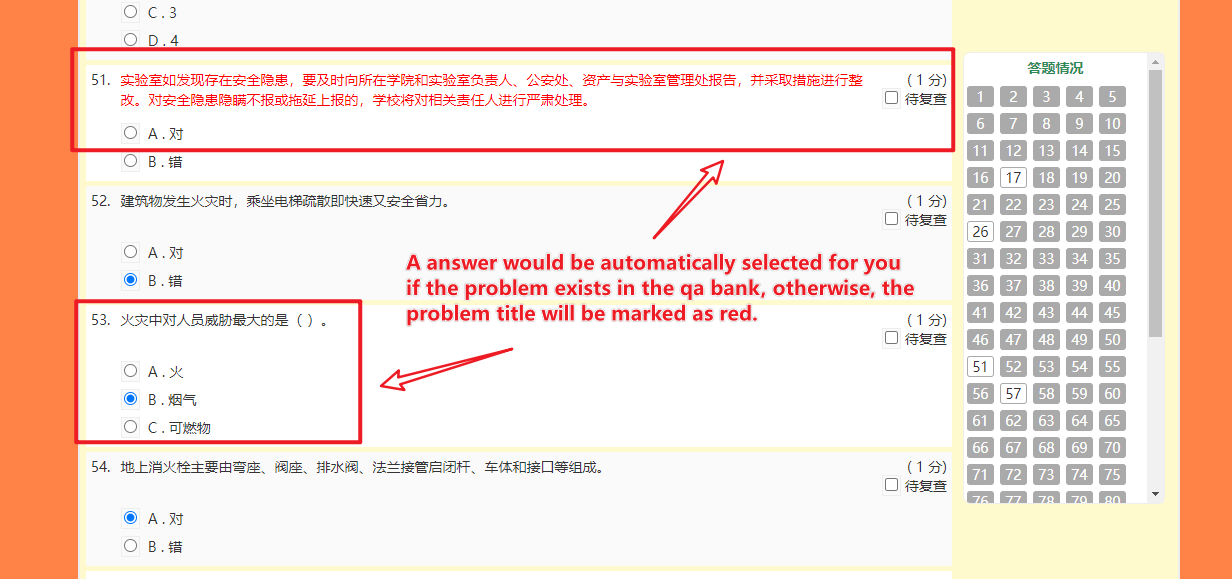 C . 3
D . 4
51. 实验室如发现存在安全隐患，要及时向所在学院和实验室负责人、公安处、资产与实验室管理处报告，并采取措施进行整
改。对安全隐患隐瞒不报或拖延上报的，学校将对相关责任人进行严肃处理。
( 1 分)
待复查
A . 对
B . 错
52. 建筑物发生火灾时，乘坐电梯疏散即快速又安全省力。
( 1 分)
待复查
A . 对
B . 错
A answer would be automatically selected for you
if the problem exists in the qa bank, otherwise, the
problem title will be marked as red.
53. 火灾中对人员威胁最大的是（ ）。
( 1 分)
待复查
A . 火
B . 烟气
C . 可燃物
54. 地上消火栓主要由弯座、阀座、排水阀、法兰接管启闭杆、车体和接口等组成。
( 1 分)
待复查
A . 对
B . 错
答题情况
1 2 3 4 5
6 7 8 9 10
11 12 13 14 15
16 17 18 19 20
21 22 23 24 25
26 27 28 29 30
31 32 33 34 35
36 37 38 39 40
41 42 43 44 45
46 47 48 49 50
51 52 53 54 55
56 57 58 59 60
61 62 63 64 65
66 67 68 69 70
71 72 73 74 75
76 77 78 79 80